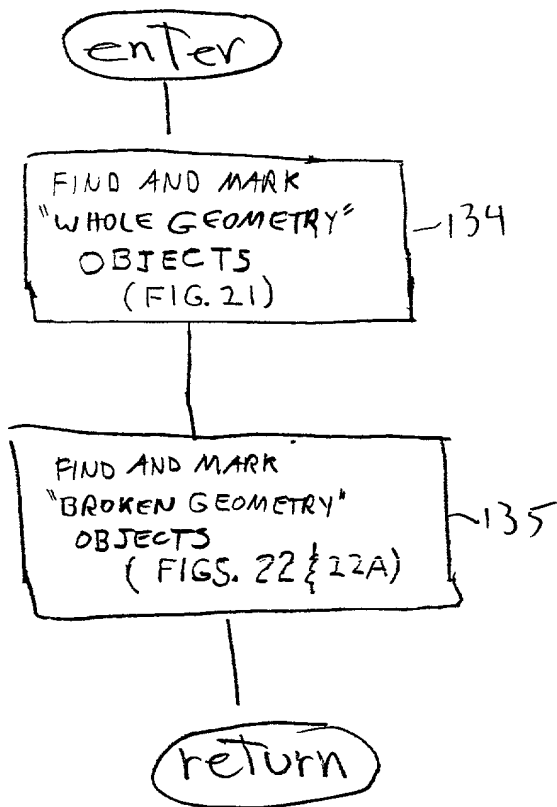 enter
FIND AND MARK
"WHOLE GEOMETRY"
OBJECTS
(FIG. 21)
134
FIND AND MARK
"BROKEN GEOMETRY"
OBJECTS
(FIGS. 22 & 22A)
135
return